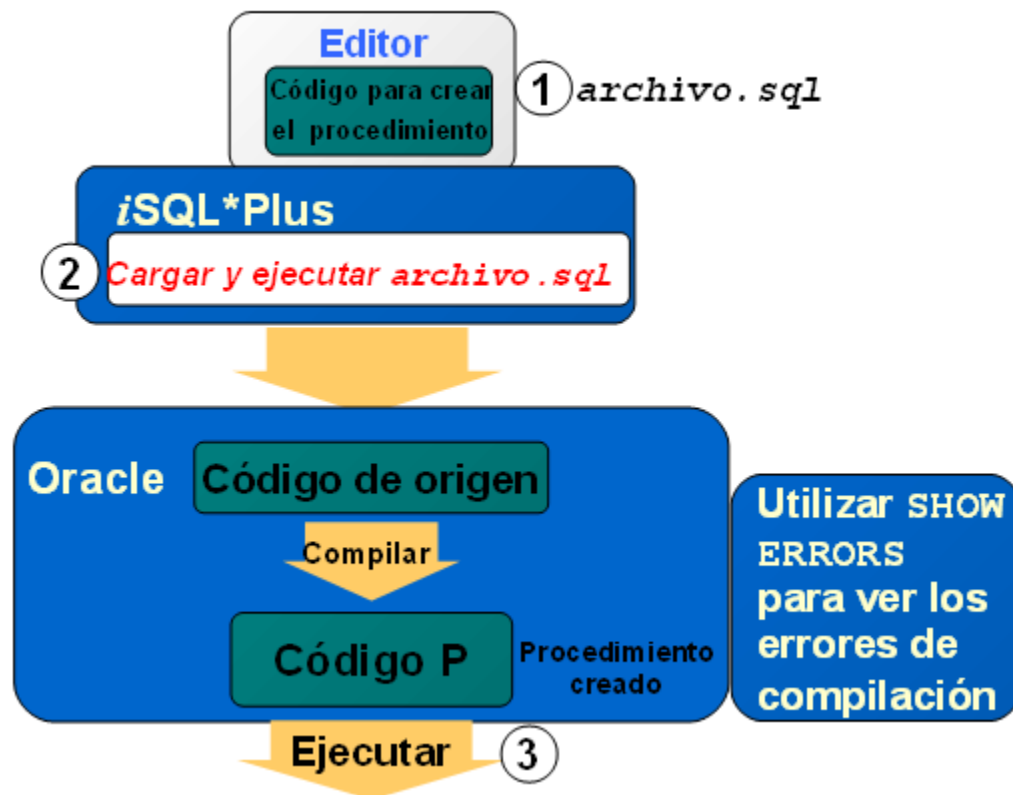 Editor
Código para crear
el procedimiento
1
archivo.sql
iSQL*Plus
2
Cargar y ejecutar archivo.sql
Oracle
Código de origen
Compilar
Código P
Procedimiento
creado
Utilizar SHOW
ERRORS
para ver los
errores de
compilación
Ejecutar
3